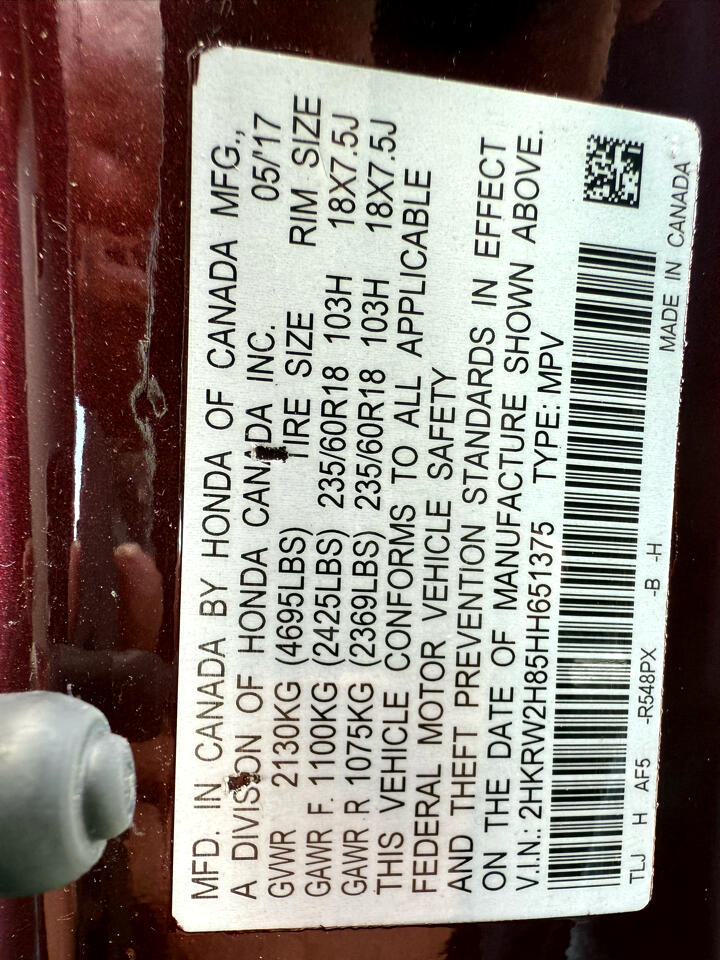 MFD. IN CANADA BY HONDA OF CANADA MFG.,
A DIVISION OF HONDA CANADA INC. 05/'17
GVWR 2130KG (4695LBS) TIRE SIZE RIM SIZE
GAWR F. 1100KG (2425LBS) 235/60R18 103H 18X7.5J
GAWR R 1075KG (2369LBS) 235/60R18 103H 18X7.5J
THIS VEHICLE CONFORMS TO ALL APPLICABLE
FEDERAL MOTOR VEHICLE SAFETY
AND THEFT PREVENTION STANDARDS IN EFFECT
ON THE DATE OF MANUFACTURE SHOWN ABOVE.
V.I.N.: 2HKRW2H85HH651375 TYPE: MPV
TLJ H AF5 -R548PX -B -H MADE IN CANADA